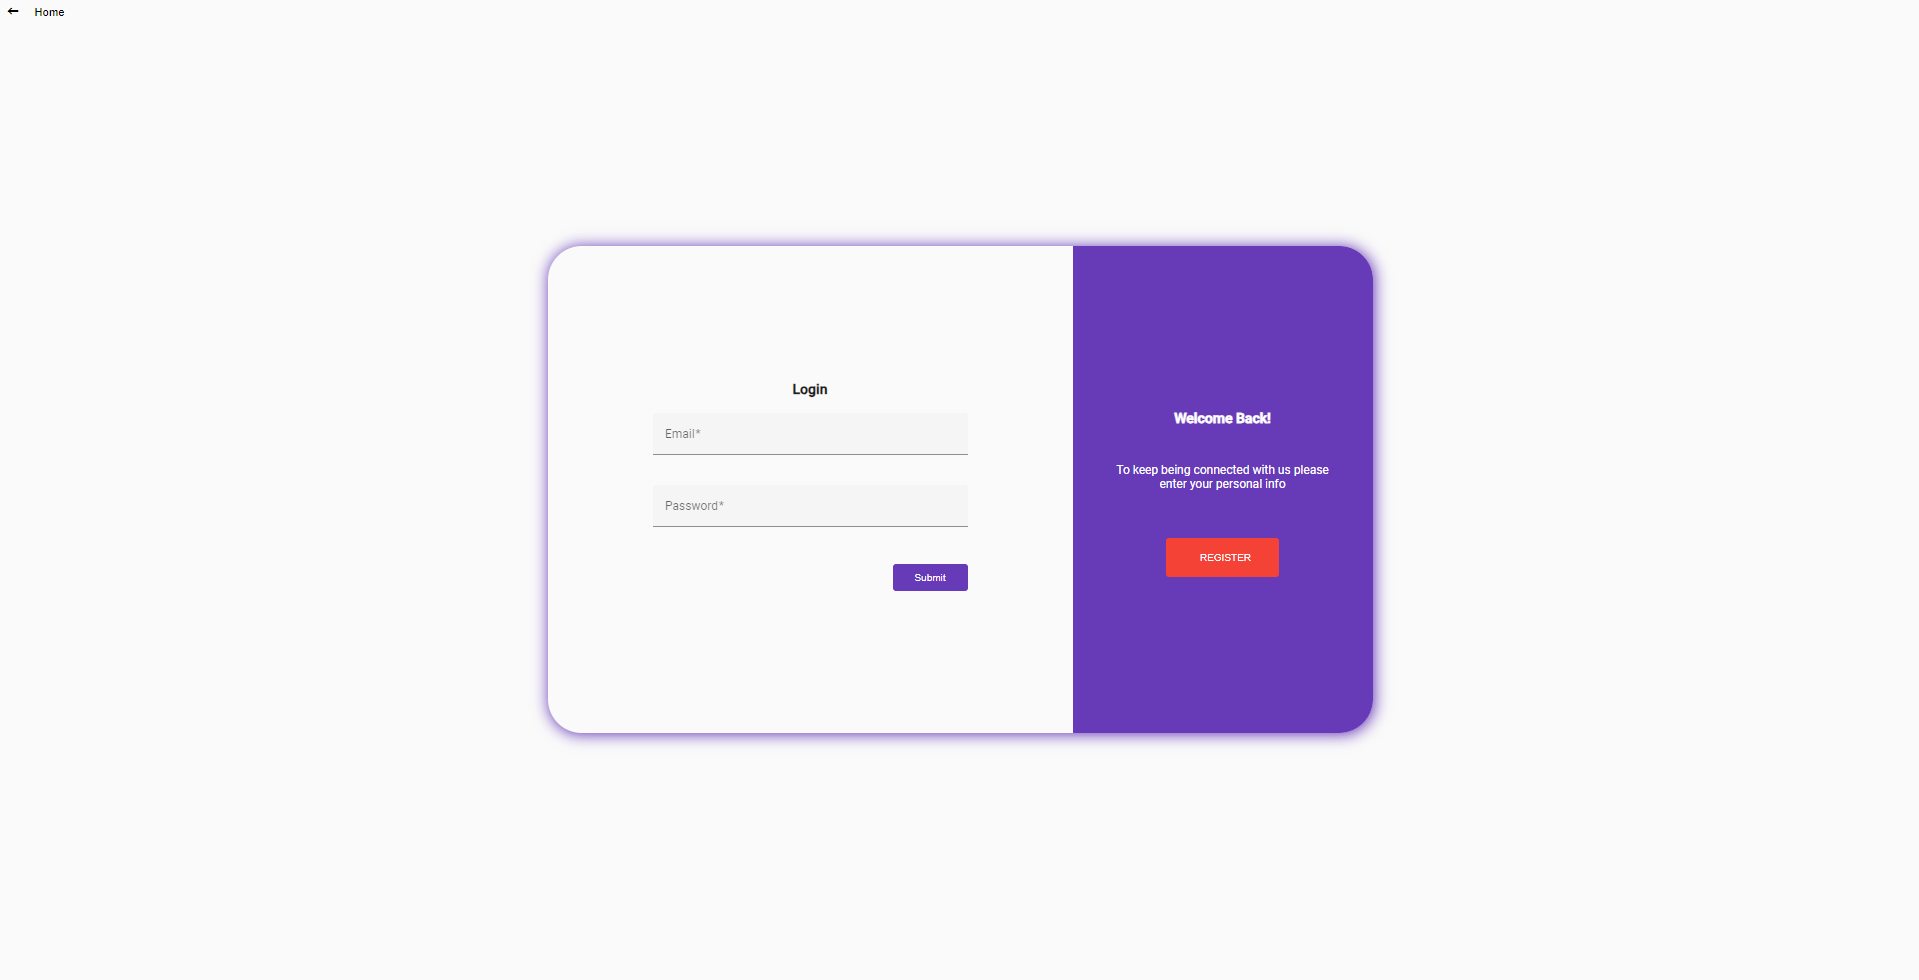 Home
Login
Email*
Password*
Submit
Welcome Back!
To keep being connected with us please
enter your personal info
REGISTER